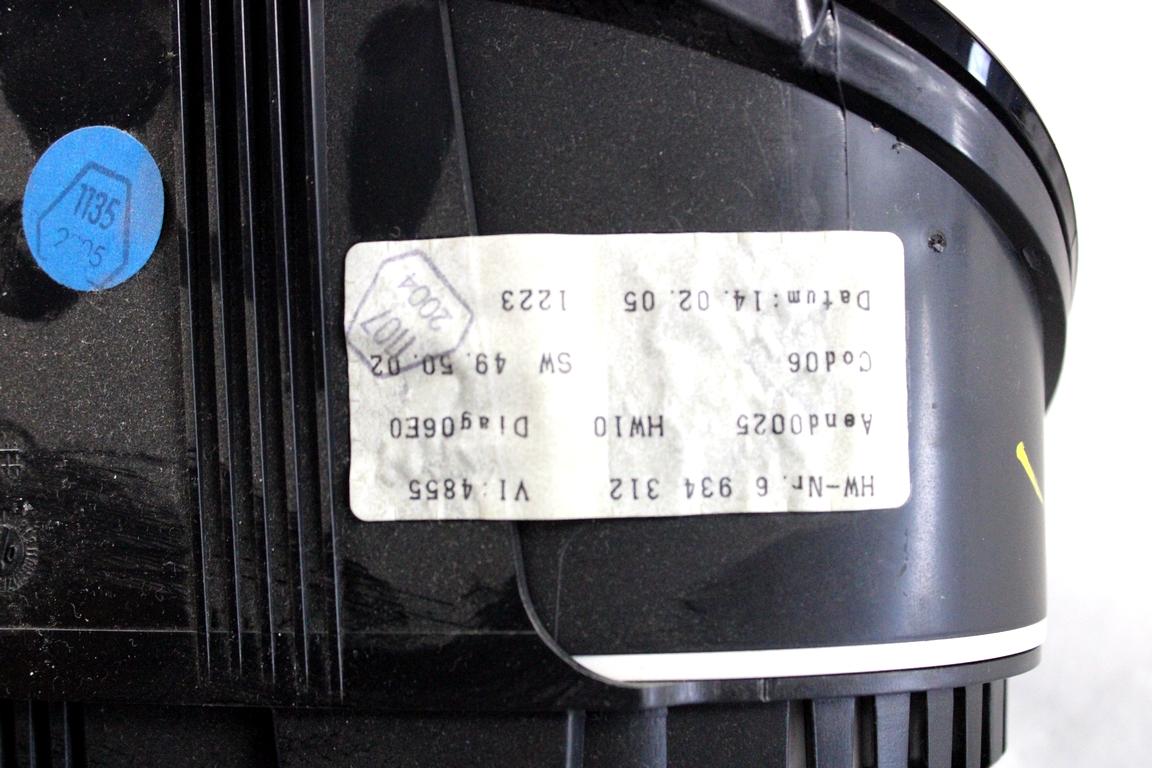 HW-Nr. 6 934 312 VI:4855
Aend0025 HW10 Diag06E0
Cod06 SW 49.50.02
Datum:14.02.05 1223
1107
2004
1135